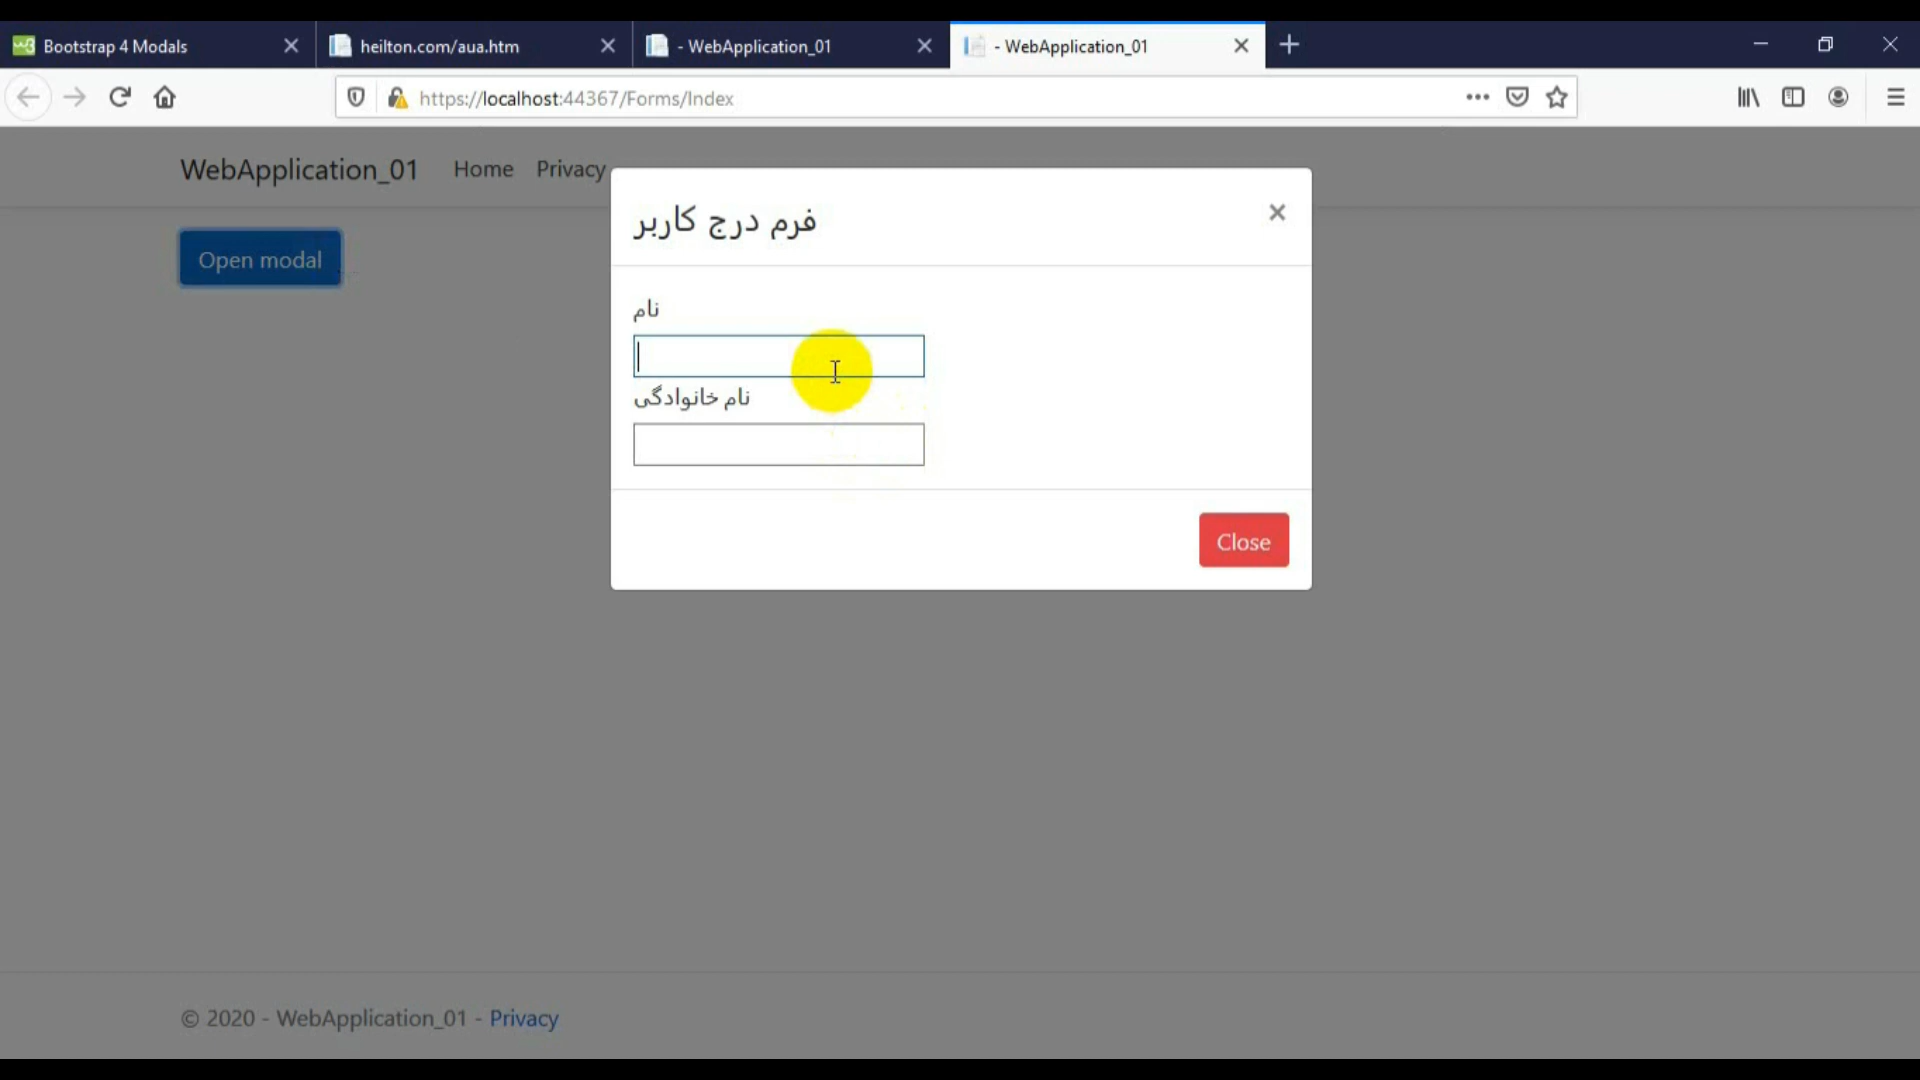 Bootstrap 4 Modals
heilton.com/aua.htm
- WebApplication_01
- WebApplication_01
https://localhost:44367/Forms/Index
WebApplication_01
Home
Privacy
Open modal
فرم درج کاربر
×
نام
نام خانوادگی
Close
© 2020 - WebApplication_01 - Privacy